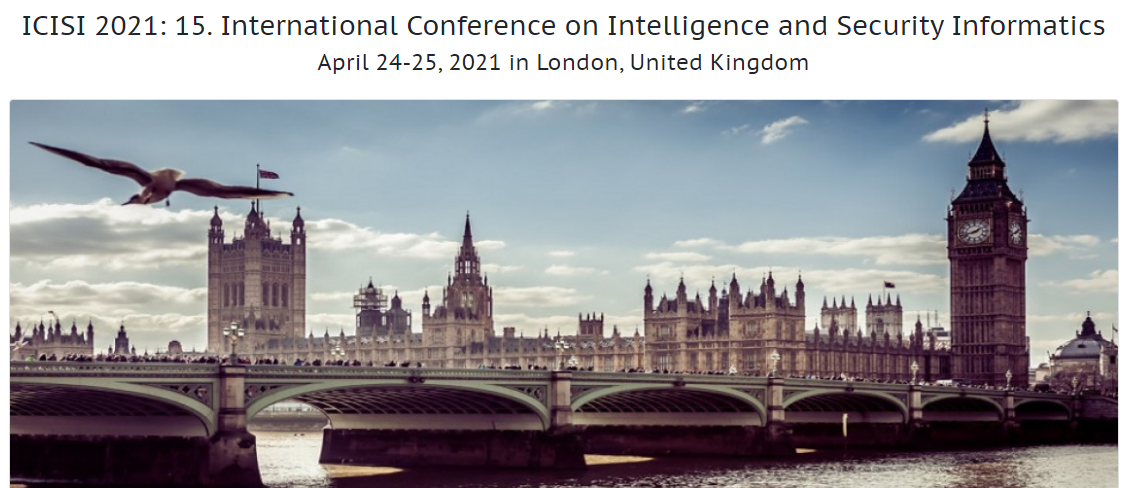 ICISI 2021: 15. International Conference on Intelligence and Security Informatics
April 24-25, 2021 in London, United Kingdom